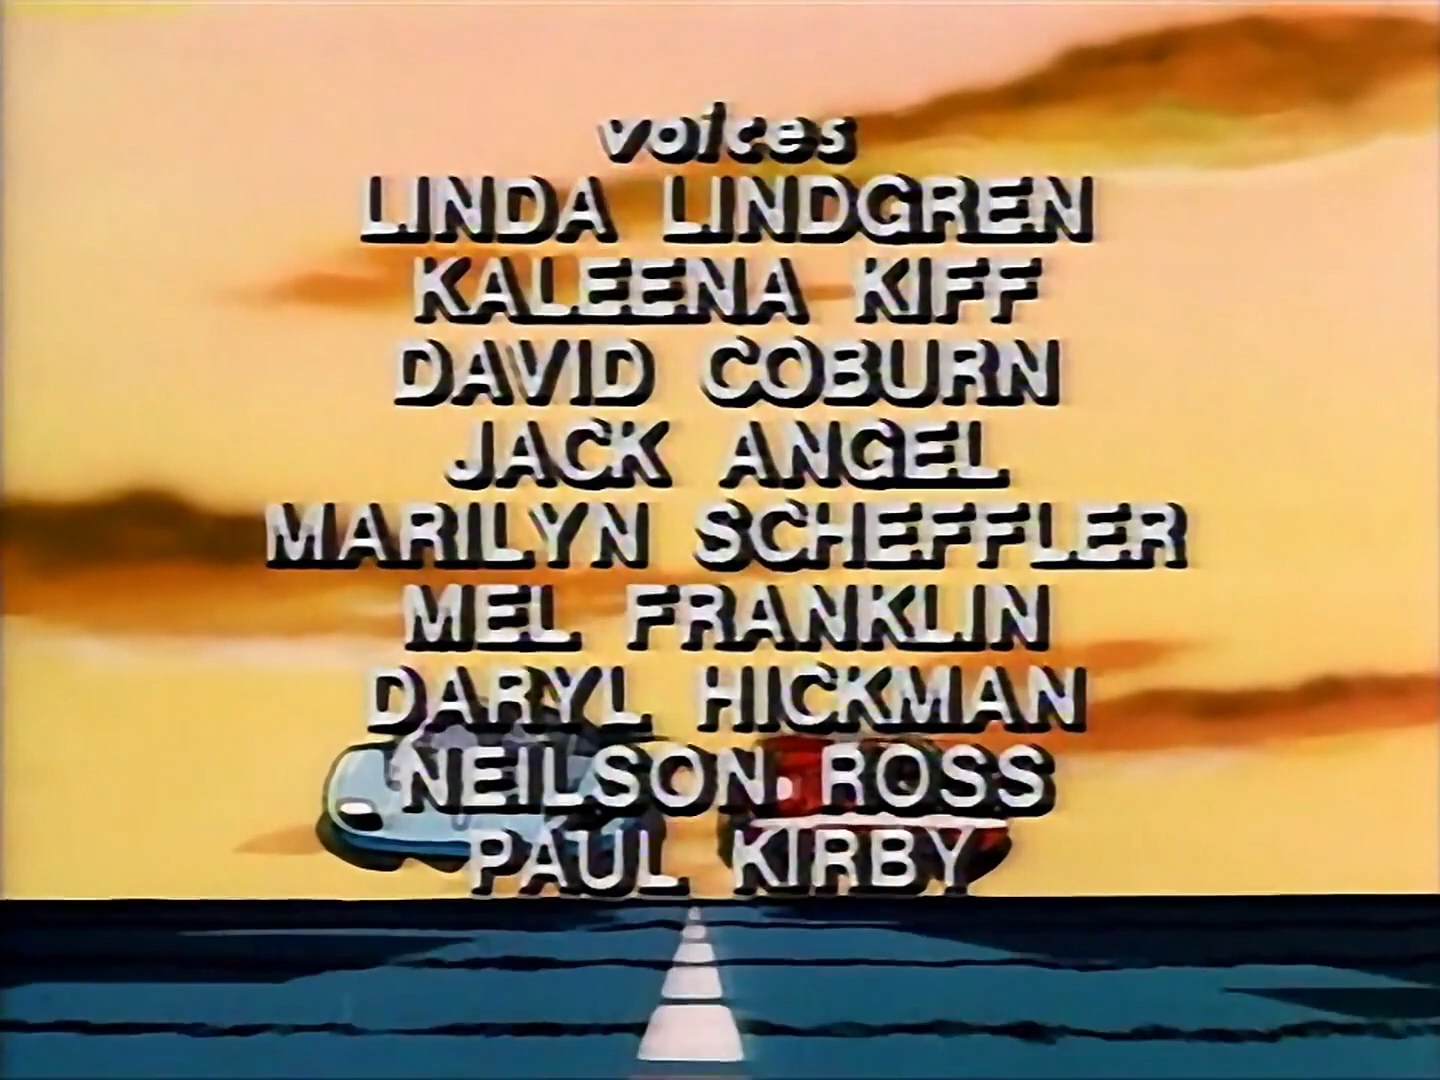 voices
LINDA LINDGREN
KALEENA KIFF
DAVID COBURN
JACK ANGEL
MARILYN SCHEFFLER
MEL FRANKLIN
DARYL HICKMAN
NEILSON ROSS
PAUL KIRBY